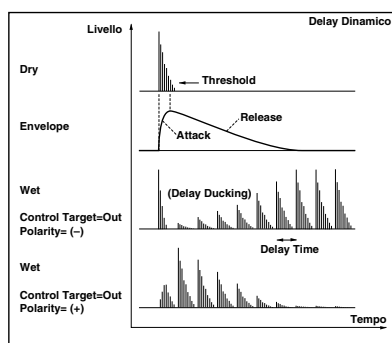 Delay Dinamico
Livello
Dry
Threshold
Envelope
Release
Attack
Wet
(Delay Ducking)
Control Target=Out
Polarity= (–)
Delay Time
Wet
Control Target=Out
Polarity= (+)
Tempo